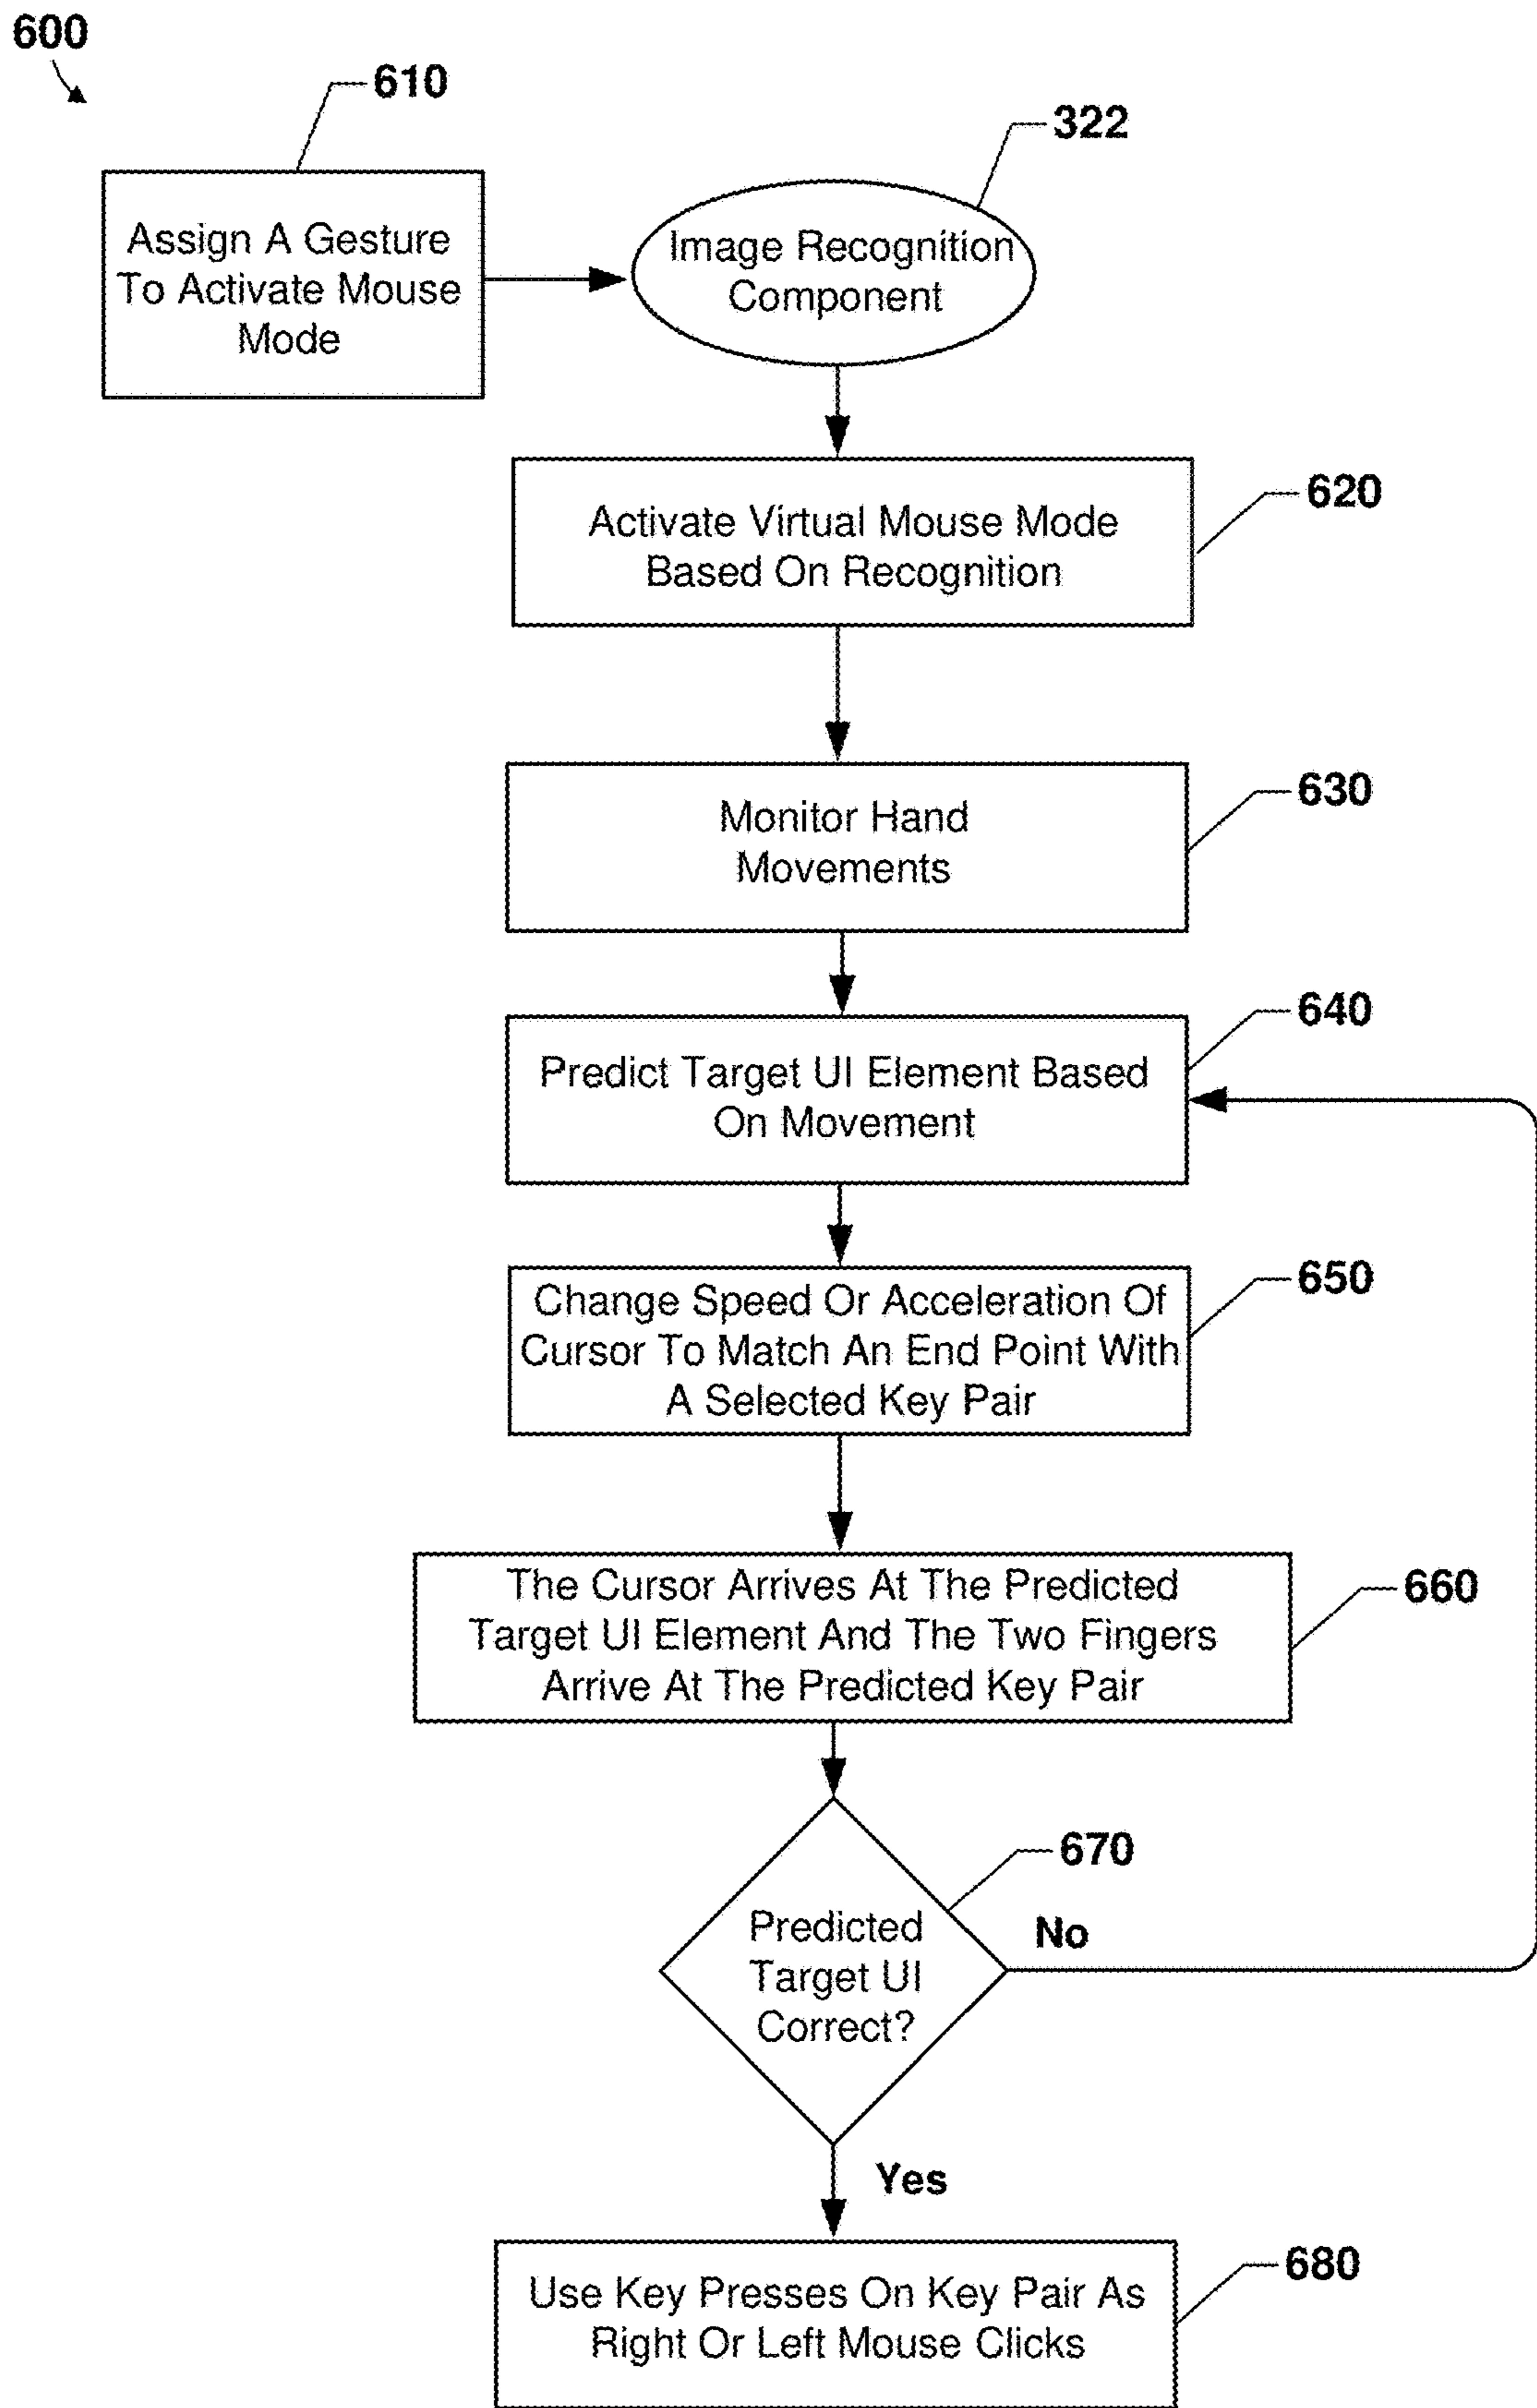 600
610
322
Assign A Gesture
To Activate Mouse
Mode
Image Recognition
Component
620
Activate Virtual Mouse Mode
Based On Recognition
630
Monitor Hand
Movements
640
Predict Target UI Element Based
On Movement
650
Change Speed Or Acceleration Of
Cursor To Match An End Point With
A Selected Key Pair
660
The Cursor Arrives At The Predicted
Target UI Element And The Two Fingers
Arrive At The Predicted Key Pair
670
Predicted
Target UI
Correct?
No
Yes
680
Use Key Presses On Key Pair As
Right Or Left Mouse Clicks